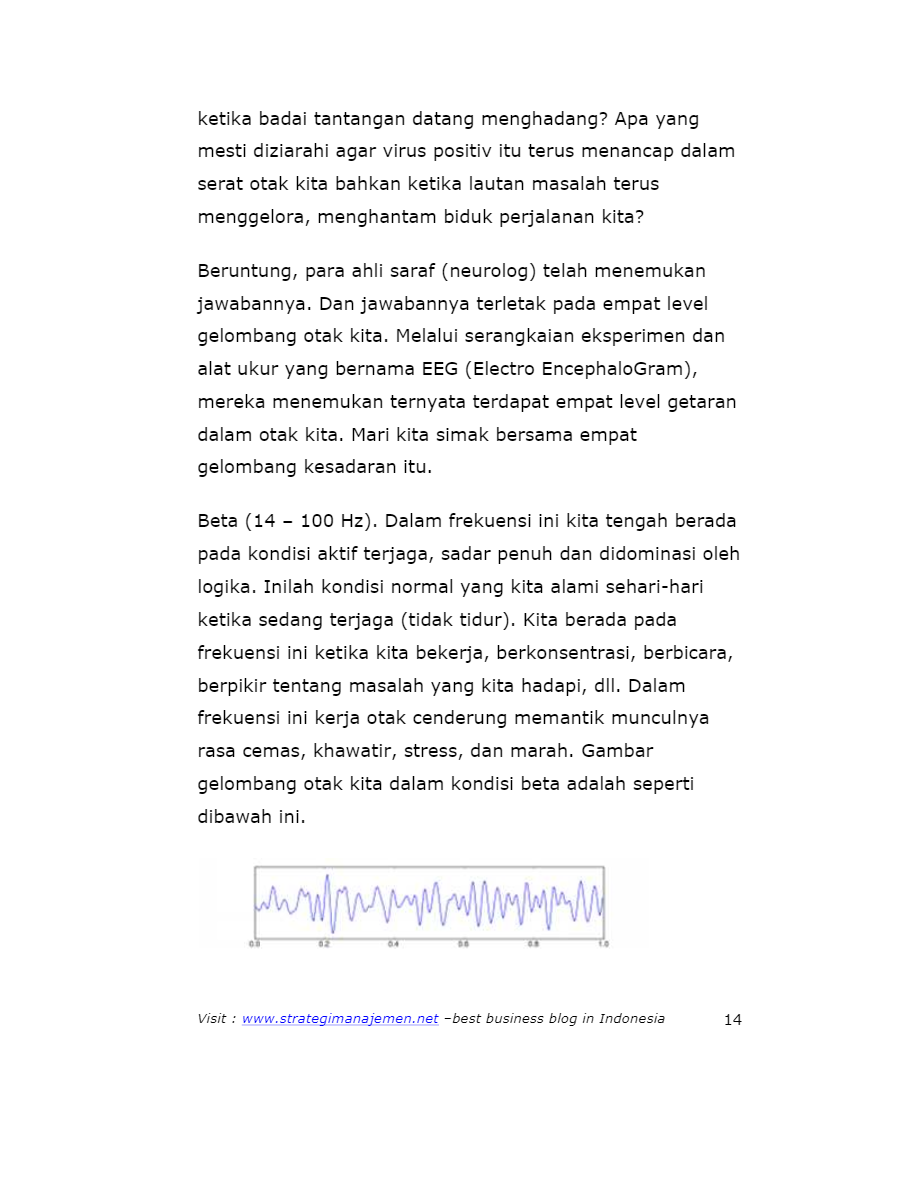 ketika badai tantangan datang menghadang? Apa yang
mesti diziarahi agar virus positiv itu terus menancap dalam
serat otak kita bahkan ketika lautan masalah terus
menggelora, menghantam biduk perjalanan kita?
Beruntung, para ahli saraf (neurolog) telah menemukan
jawabannya. Dan jawabannya terletak pada empat level
gelombang otak kita. Melalui serangkaian eksperimen dan
alat ukur yang bernama EEG (Electro EncephaloGram),
mereka menemukan ternyata terdapat empat level getaran
dalam otak kita. Mari kita simak bersama empat
gelombang kesadaran itu.
Beta (14 – 100 Hz). Dalam frekuensi ini kita tengah berada
pada kondisi aktif terjaga, sadar penuh dan didominasi oleh
logika. Inilah kondisi normal yang kita alami sehari-hari
ketika sedang terjaga (tidak tidur). Kita berada pada
frekuensi ini ketika kita bekerja, berkonsentrasi, berbicara,
berpikir tentang masalah yang kita hadapi, dll. Dalam
frekuensi ini kerja otak cenderung memantik munculnya
rasa cemas, khawatir, stress, dan marah. Gambar
gelombang otak kita dalam kondisi beta adalah seperti
dibawah ini.
0.0 0.2 0.4 0.6 0.8 1.0
Visit : www.strategimanajemen.net –best business blog in Indonesia 14